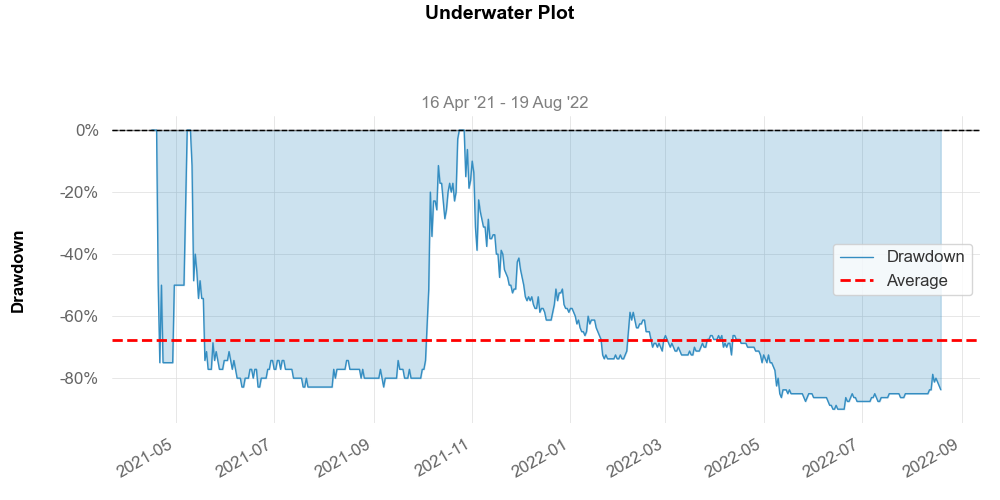 Underwater Plot
16 Apr '21 - 19 Aug '22
0%
-20%
-40%
-60%
-80%
Drawdown
Drawdown
Average
2021-05
2021-07
2021-09
2021-11
2022-01
2022-03
2022-05
2022-07
2022-09